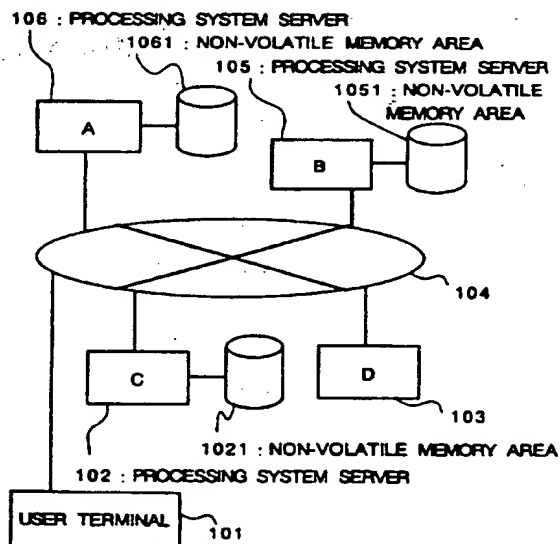 106 : PROCESSING SYSTEM SERVER
1061 : NON-VOLATILE MEMORY AREA
105 : PROCESSING SYSTEM SERVER
1051 : NON-VOLATILE
MEMORY AREA
A
B
104
C
D
103
1021 : NON-VOLATILE MEMORY AREA
102 : PROCESSING SYSTEM SERVER
USER TERMINAL
101